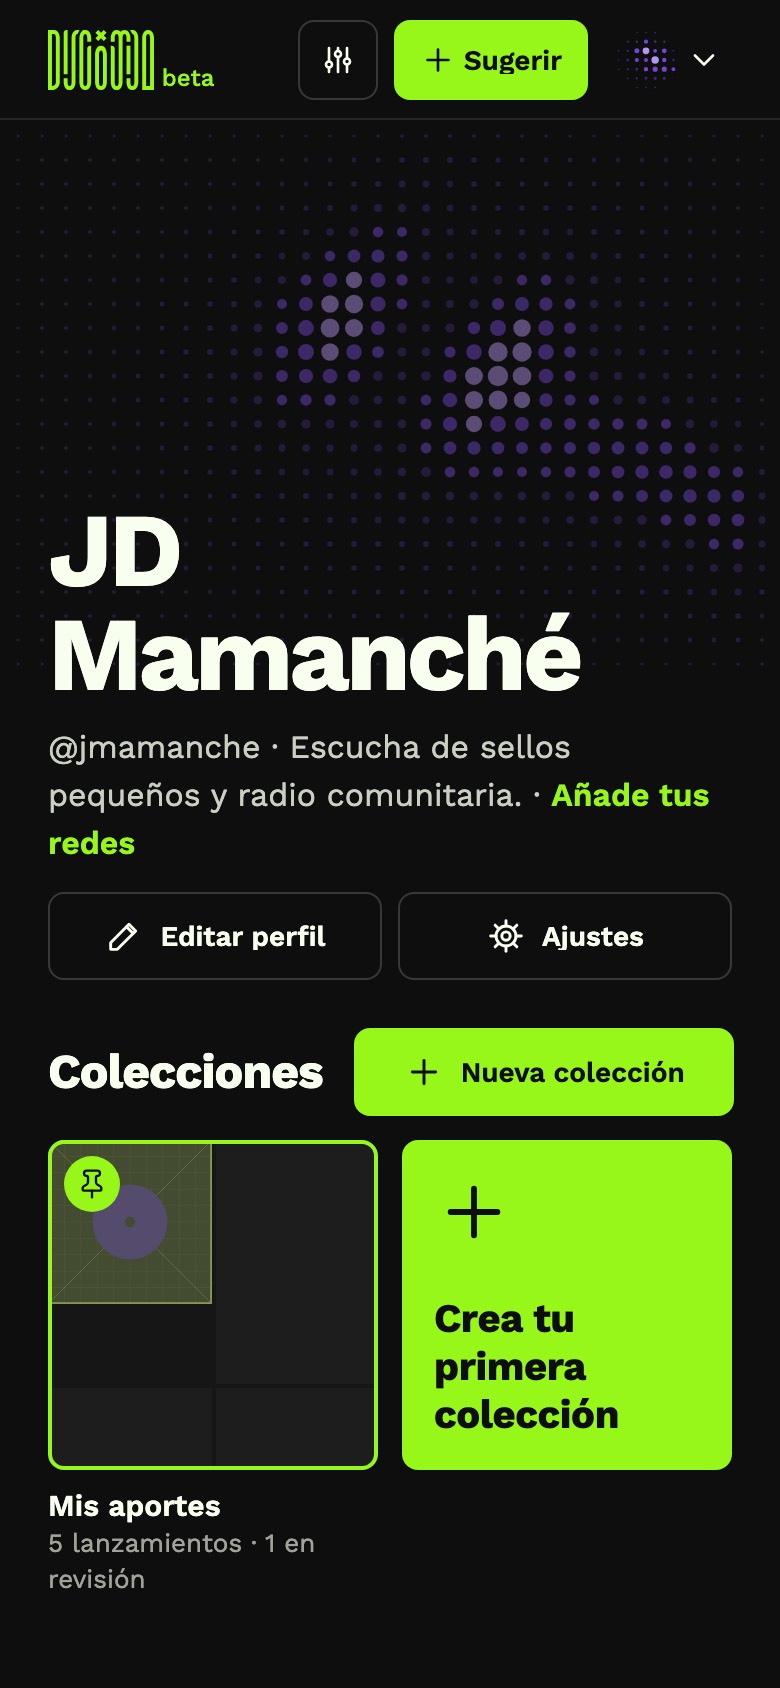 DISCÓMANO beta
Sugerir
JD
Mamanché
@jmamanche · Escucha de sellos
pequeños y radio comunitaria. · Añade tus
redes
Editar perfil
Ajustes
Colecciones
Nueva colección
Crea tu
primera
colección
Mis aportes
5 lanzamientos · 1 en
revisión